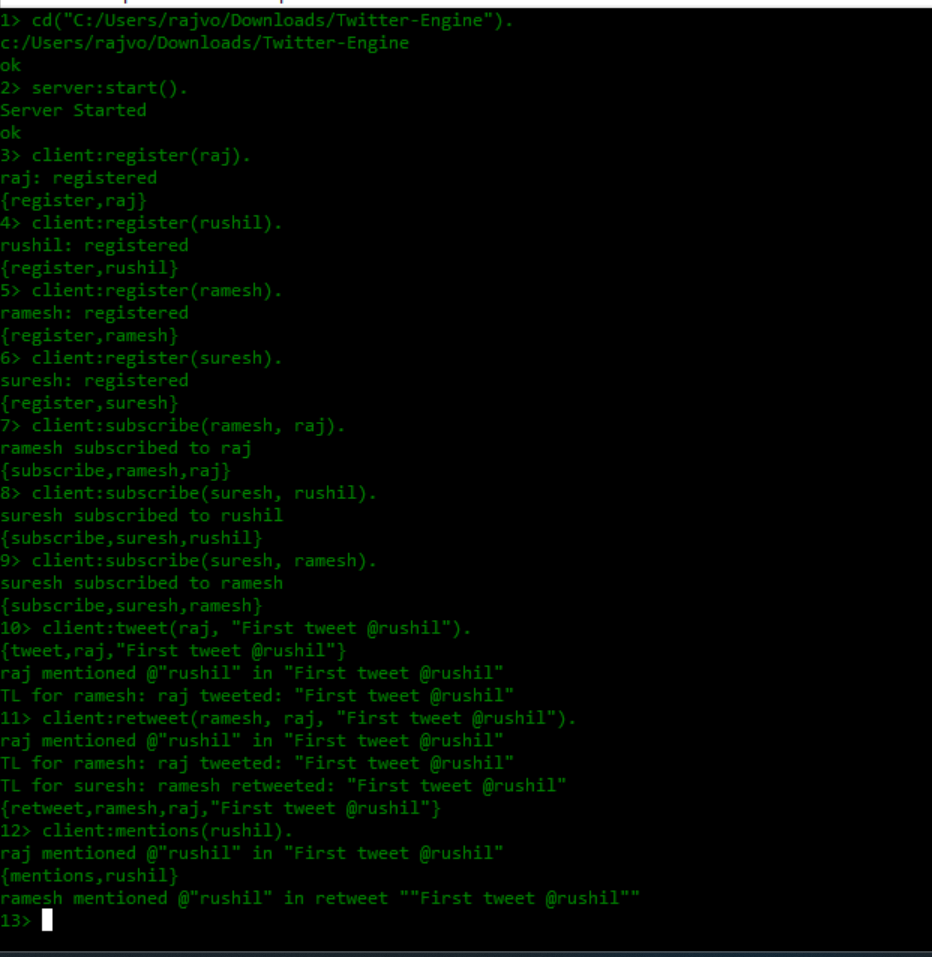 1> cd("C:/Users/rajvo/Downloads/Twitter-Engine").
c:/Users/rajvo/Downloads/Twitter-Engine
ok
2> server:start().
Server Started
ok
3> client:register(raj).
raj: registered
{register,raj}
4> client:register(rushil).
rushil: registered
{register,rushil}
5> client:register(ramesh).
ramesh: registered
{register,ramesh}
6> client:register(suresh).
suresh: registered
{register,suresh}
7> client:subscribe(ramesh, raj).
ramesh subscribed to raj
{subscribe,ramesh,raj}
8> client:subscribe(suresh, rushil).
suresh subscribed to rushil
{subscribe,suresh,rushil}
9> client:subscribe(suresh, ramesh).
suresh subscribed to ramesh
{subscribe,suresh,ramesh}
10> client:tweet(raj, "First tweet @rushil").
{tweet,raj,"First tweet @rushil"}
raj mentioned @"rushil" in "First tweet @rushil"
TL for ramesh: raj tweeted: "First tweet @rushil"
11> client:retweet(ramesh, raj, "First tweet @rushil").
raj mentioned @"rushil" in "First tweet @rushil"
TL for ramesh: raj tweeted: "First tweet @rushil"
TL for suresh: ramesh retweeted: "First tweet @rushil"
{retweet,ramesh,raj,"First tweet @rushil"}
12> client:mentions(rushil).
raj mentioned @"rushil" in "First tweet @rushil"
{mentions,rushil}
ramesh mentioned @"rushil" in retweet ""First tweet @rushil""
13>